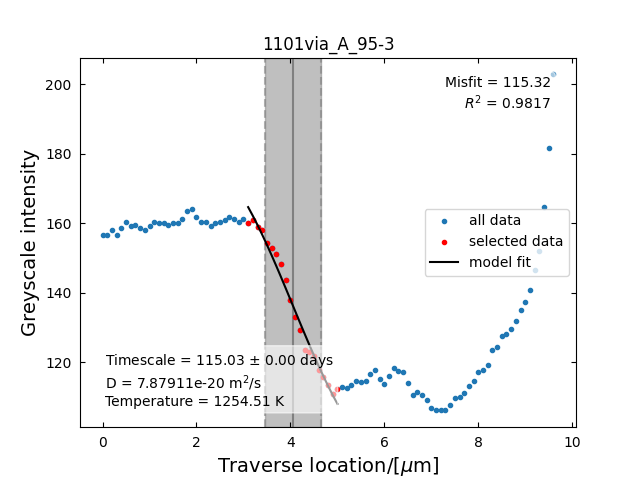 1101via_A_95-3
Misfit = 115.32
R² = 0.9817
200
180
160
140
120
Greyscale intensity
all data
selected data
model fit
Timescale = 115.03 ± 0.00 days
D = 7.87911e-20 m²/s
Temperature = 1254.51 K
0 2 4 6 8 10
Traverse location/[μm]